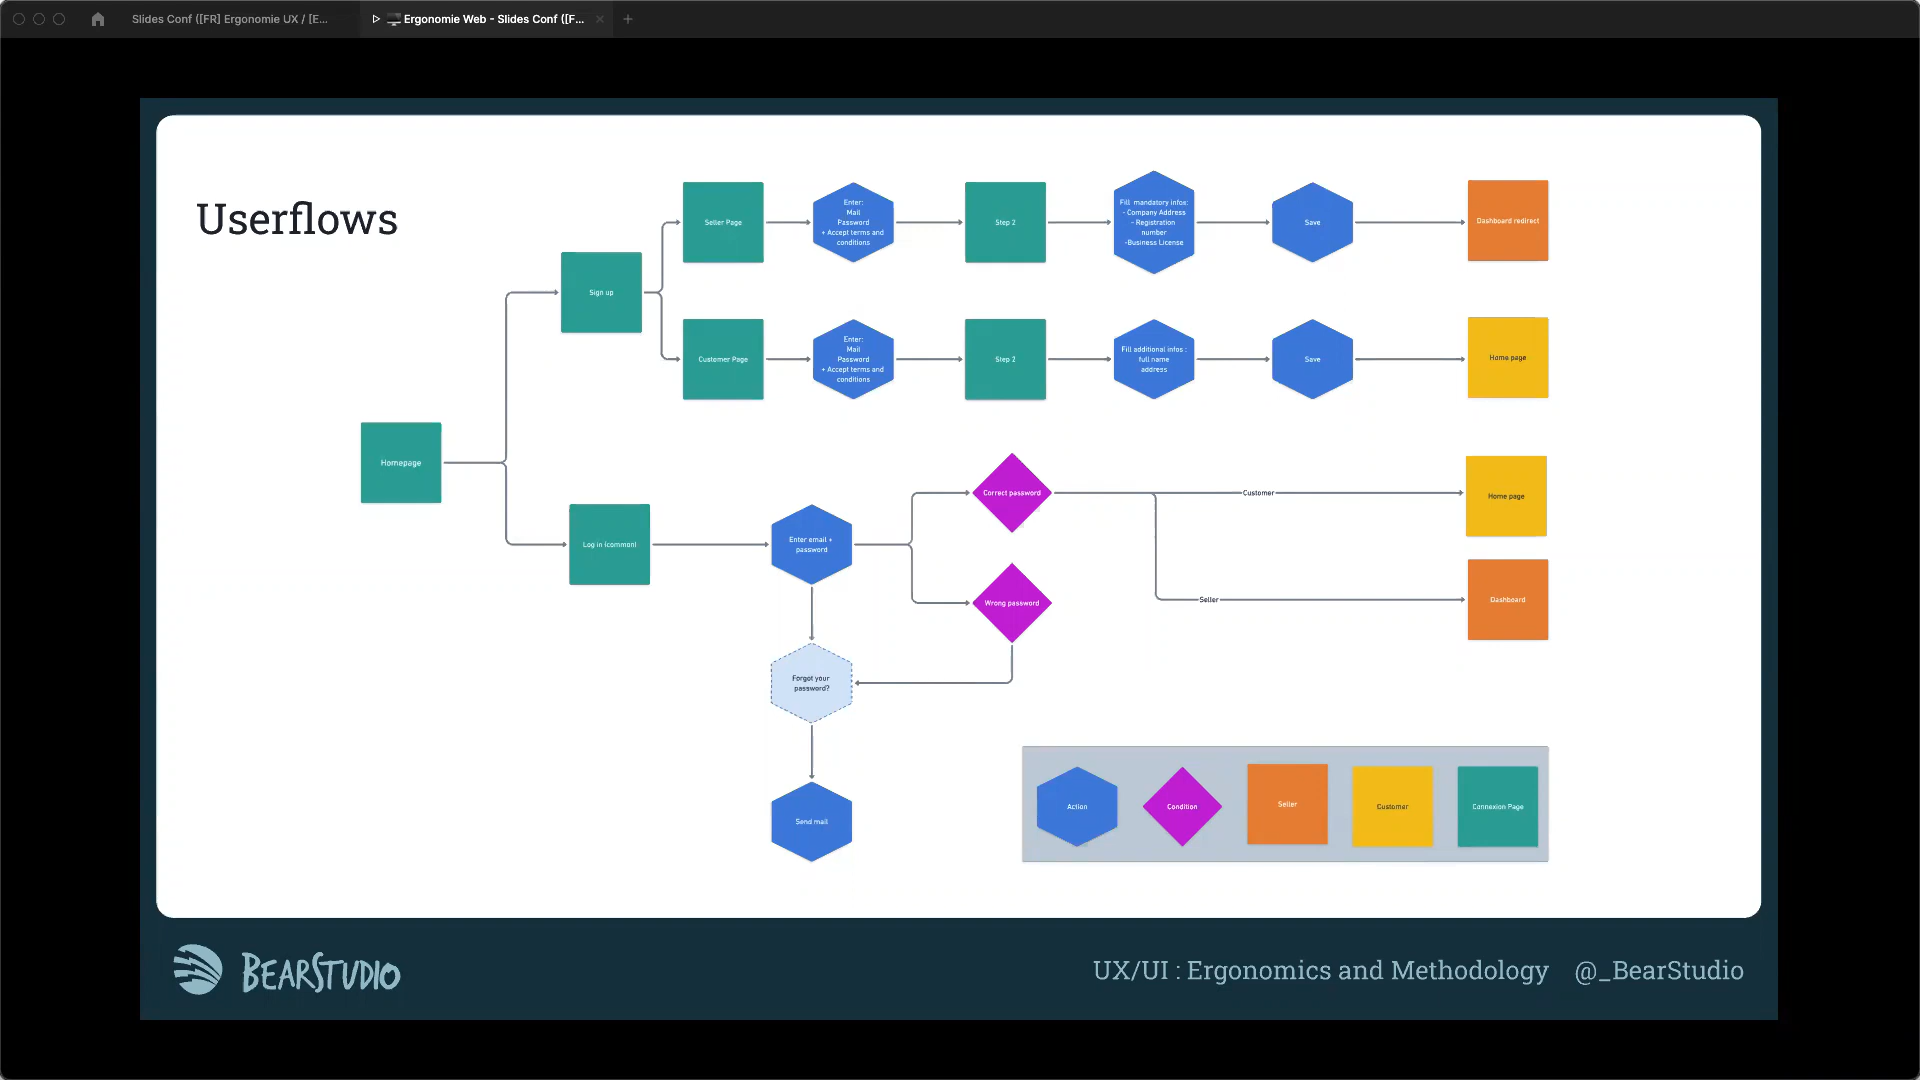 Slides Conf ([FR] Ergonomie UX / [E...
Ergonomie Web - Slides Conf ([F...
Userflows
Homepage
Sign up
Seller Page
Enter:
Mail
Password
+ Accept terms and
conditions
Step 2
Fill mandatory infos:
- Company Address
- Registration
number
-Business License
Save
Dashboard redirect
Customer Page
Enter:
Mail
Password
+ Accept terms and
conditions
Step 2
Fill additional infos :
full name
address
Save
Home page
Log in (common)
Enter email +
password
Correct password
Customer
Home page
Wrong password
Seller
Dashboard
Forgot your
password?
Send mail
Action
Condition
Seller
Customer
Connexion Page
BEARSTUDIO
UX/UI : Ergonomics and Methodology
@_BearStudio